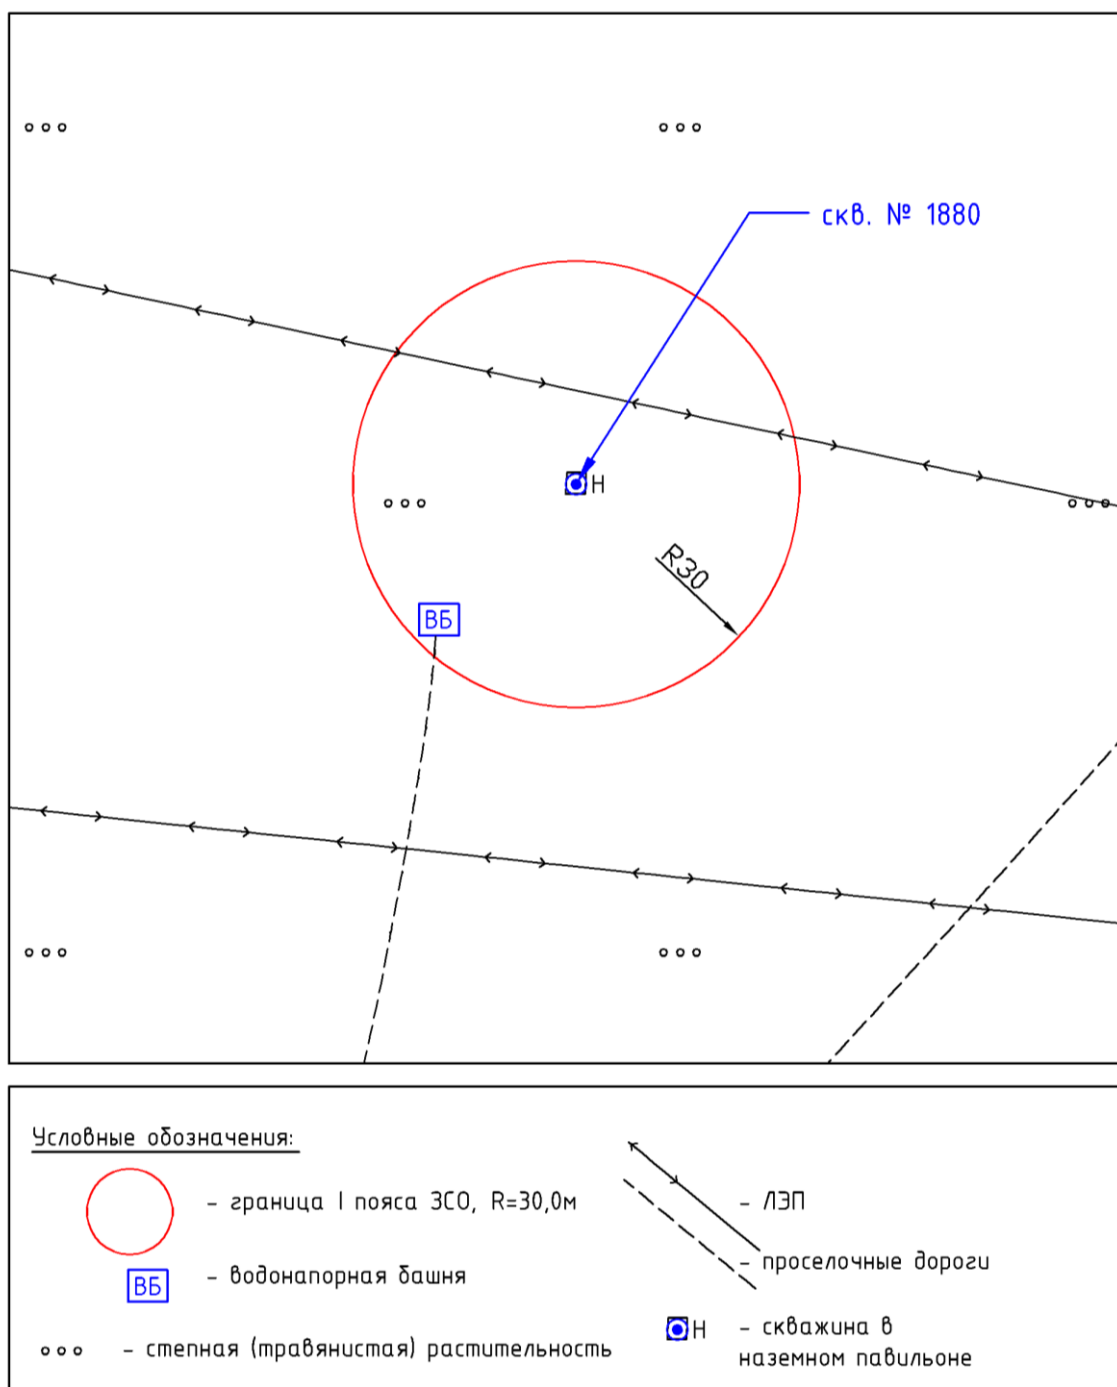 скв. № 1880
Н
R30
ВБ
Условные обозначения:
- граница I пояса ЗСО, R=30,0м
- ЛЭП
- проселочные дороги
ВБ
- водонапорная башня
Н
- скважина в
наземном павильоне
- степная (травянистая) растительность